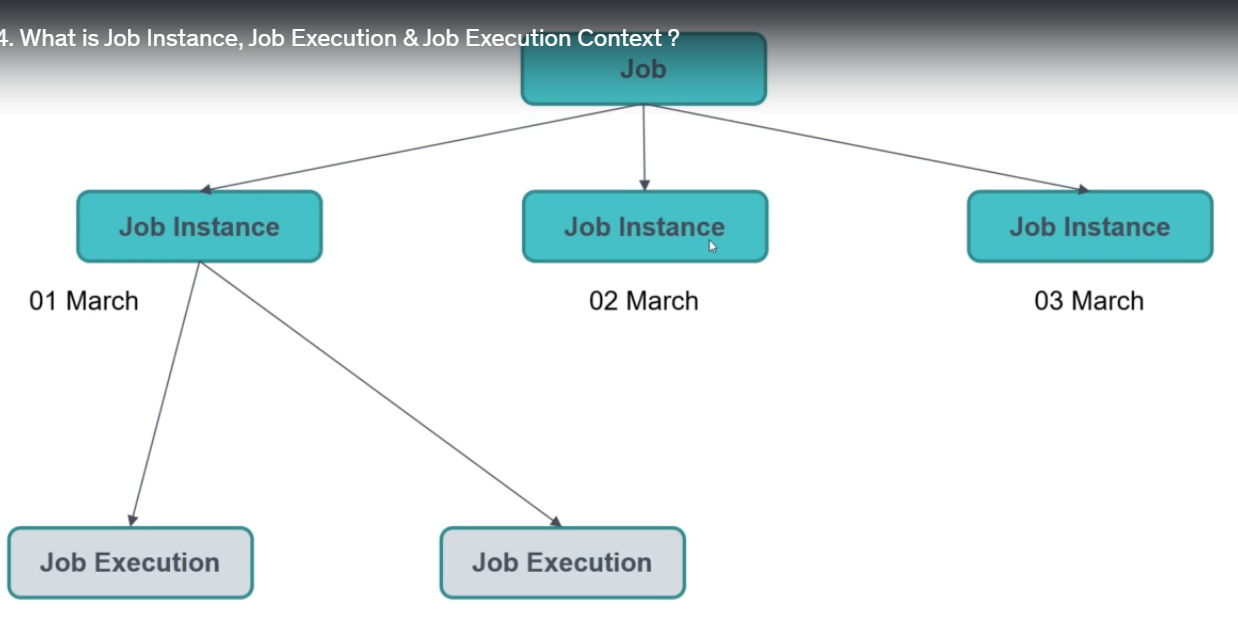 4. What is Job Instance, Job Execution & Job Execution Context ?
Job
Job Instance
Job Instance
Job Instance
01 March
02 March
03 March
Job Execution
Job Execution